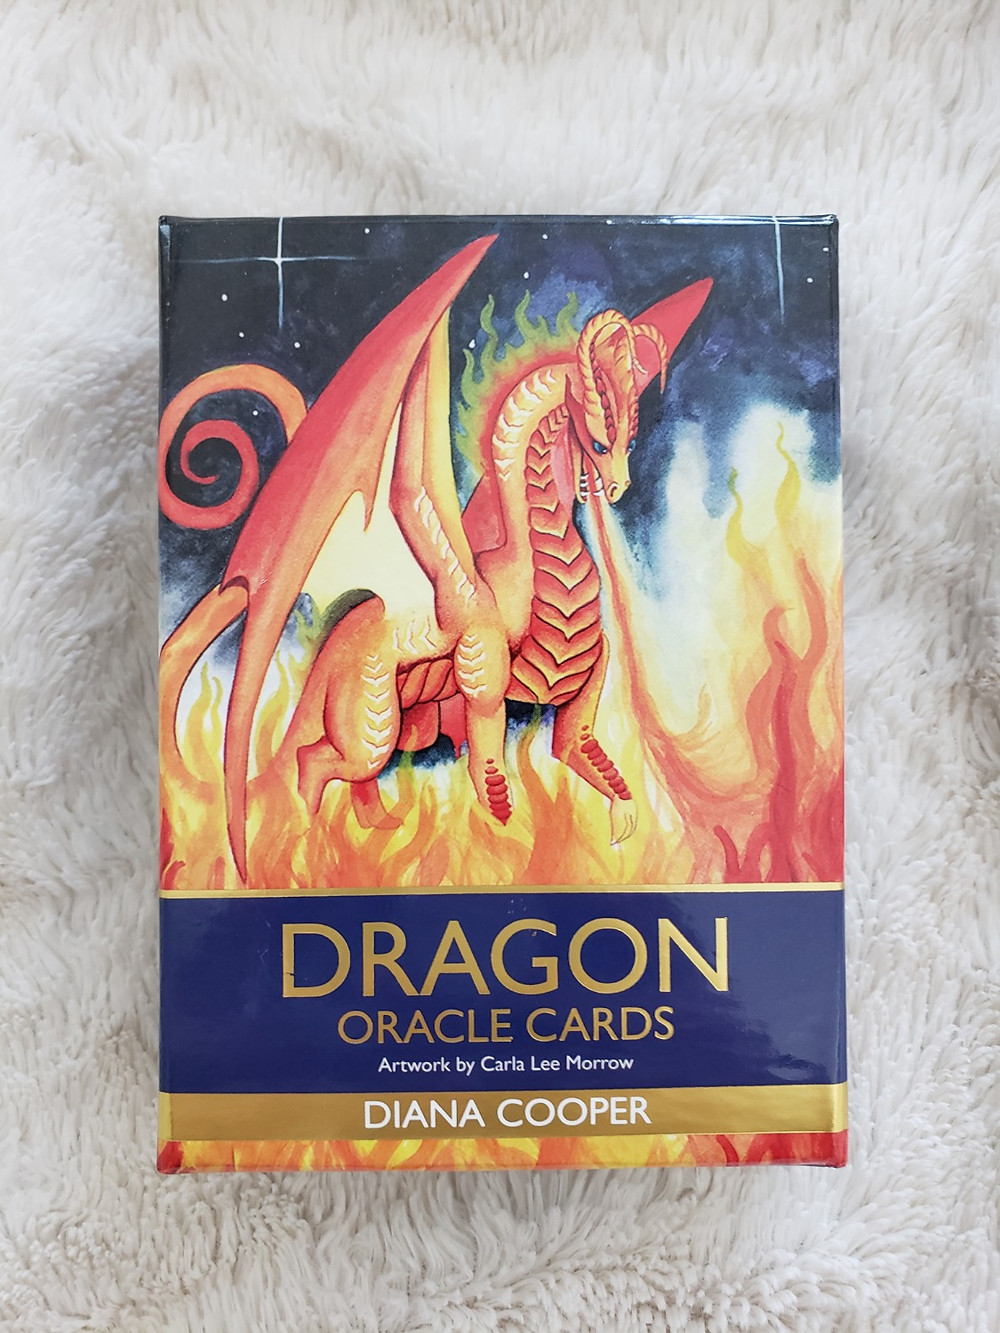 DRAGON
ORACLE CARDS
Artwork by Carla Lee Morrow
DIANA COOPER